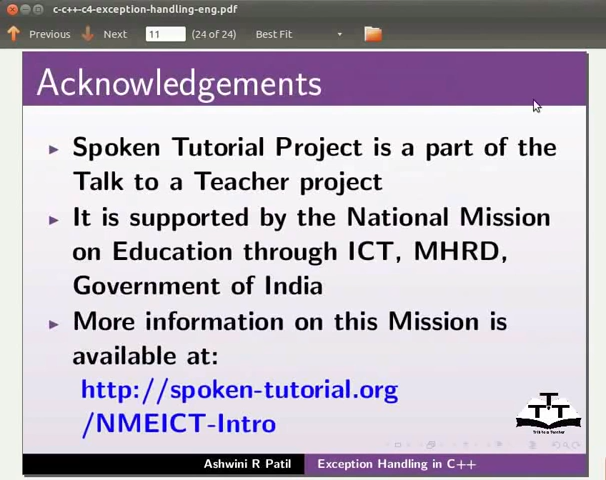 c-c++-c4-exception-handling-eng.pdf
Previous Next 11 (24 of 24) Best Fit
Acknowledgements
Spoken Tutorial Project is a part of the
Talk to a Teacher project
It is supported by the National Mission
on Education through ICT, MHRD,
Government of India
More information on this Mission is
available at:
http://spoken-tutorial.org
/NMEICT-Intro
Talk to a Teacher
Ashwini R Patil Exception Handling in C++